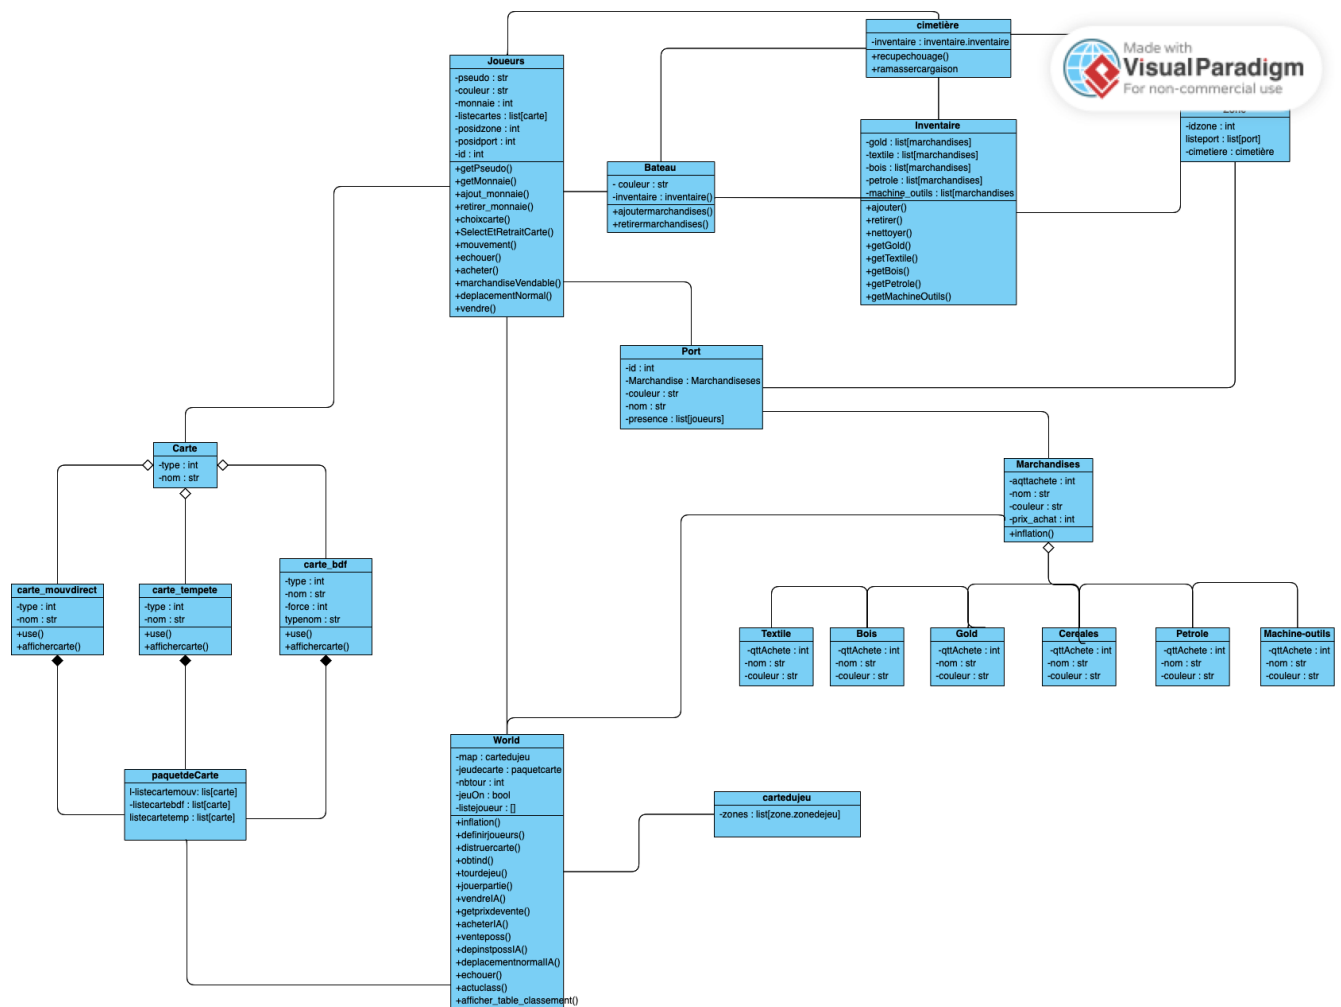 cimetière
-inventaire : inventaire.inventaire
+recupechouage()
+ramassercargaison
Made with
VisualParadigm
For non-commercial use
Joueurs
-pseudo : str
-couleur : str
-monnaie : int
-listecartes : list[carte]
-posidzone : int
-posidport : int
-id : int
+getPseudo()
+getMonnaie()
+ajout_monnaie()
+retirer_monnaie()
+choixcarte()
+SelectEtRetraitCarte()
+mouvement()
+echouer()
+acheter()
+marchandiseVendable()
+deplacementNormal()
+vendre()
Bateau
- couleur : str
-inventaire : inventaire()
+ajoutermarchandises()
+retirermarchandises()
Inventaire
-gold : list[marchandises]
-textile : list[marchandises]
-bois : list[marchandises]
-petrole : list[marchandises]
-machine_outils : list[marchandises
+ajouter()
+retirer()
+nettoyer()
+getGold()
+getTextile()
+getBois()
+getPetrole()
+getMachineOutils()
Zone
-idzone : int
listeport : list[port]
-cimetiere : cimetière
Port
-id : int
-Marchandise : Marchandiseses
-couleur : str
-nom : str
-presence : list[joueurs]
Carte
-type : int
-nom : str
Marchandises
-aqttachete : int
-nom : str
-couleur : str
-prix_achat : int
+inflation()
carte_mouvdirect
-type : int
-nom : str
+use()
+affichercarte()
carte_tempete
-type : int
-nom : str
+use()
+affichercarte()
carte_bdf
-type : int
-nom : str
-force : int
typenom : str
+use()
+affichercarte()
Textile
-qttAchete : int
-nom : str
-couleur : str
Bois
-qttAchete : int
-nom : str
-couleur : str
Gold
-qttAchete : int
-nom : str
-couleur : str
Cereales
-qttAchete : int
-nom : str
-couleur : str
Petrole
-qttAchete : int
-nom : str
-couleur : str
Machine-outils
-qttAchete : int
-nom : str
-couleur : str
paquetdeCarte
l-listecartemouv: lis[carte]
-listecartebdf : list[carte]
listecartetemp : list[carte]
World
-map : cartedujeu
-jeudecarte : paquetcarte
-nbtour : int
-jeuOn : bool
-listejoueur : []
+inflation()
+definirjoueurs()
+distruercarte()
+obtind()
+tourdejeu()
+jouerpartie()
+vendreIA()
+getprixdevente()
+acheterIA()
+venteposs()
+depinstpossIA()
+deplacementnormalIA()
+echouer()
+actuclass()
+afficher_table_classement()
cartedujeu
-zones : list[zone.zonedejeu]